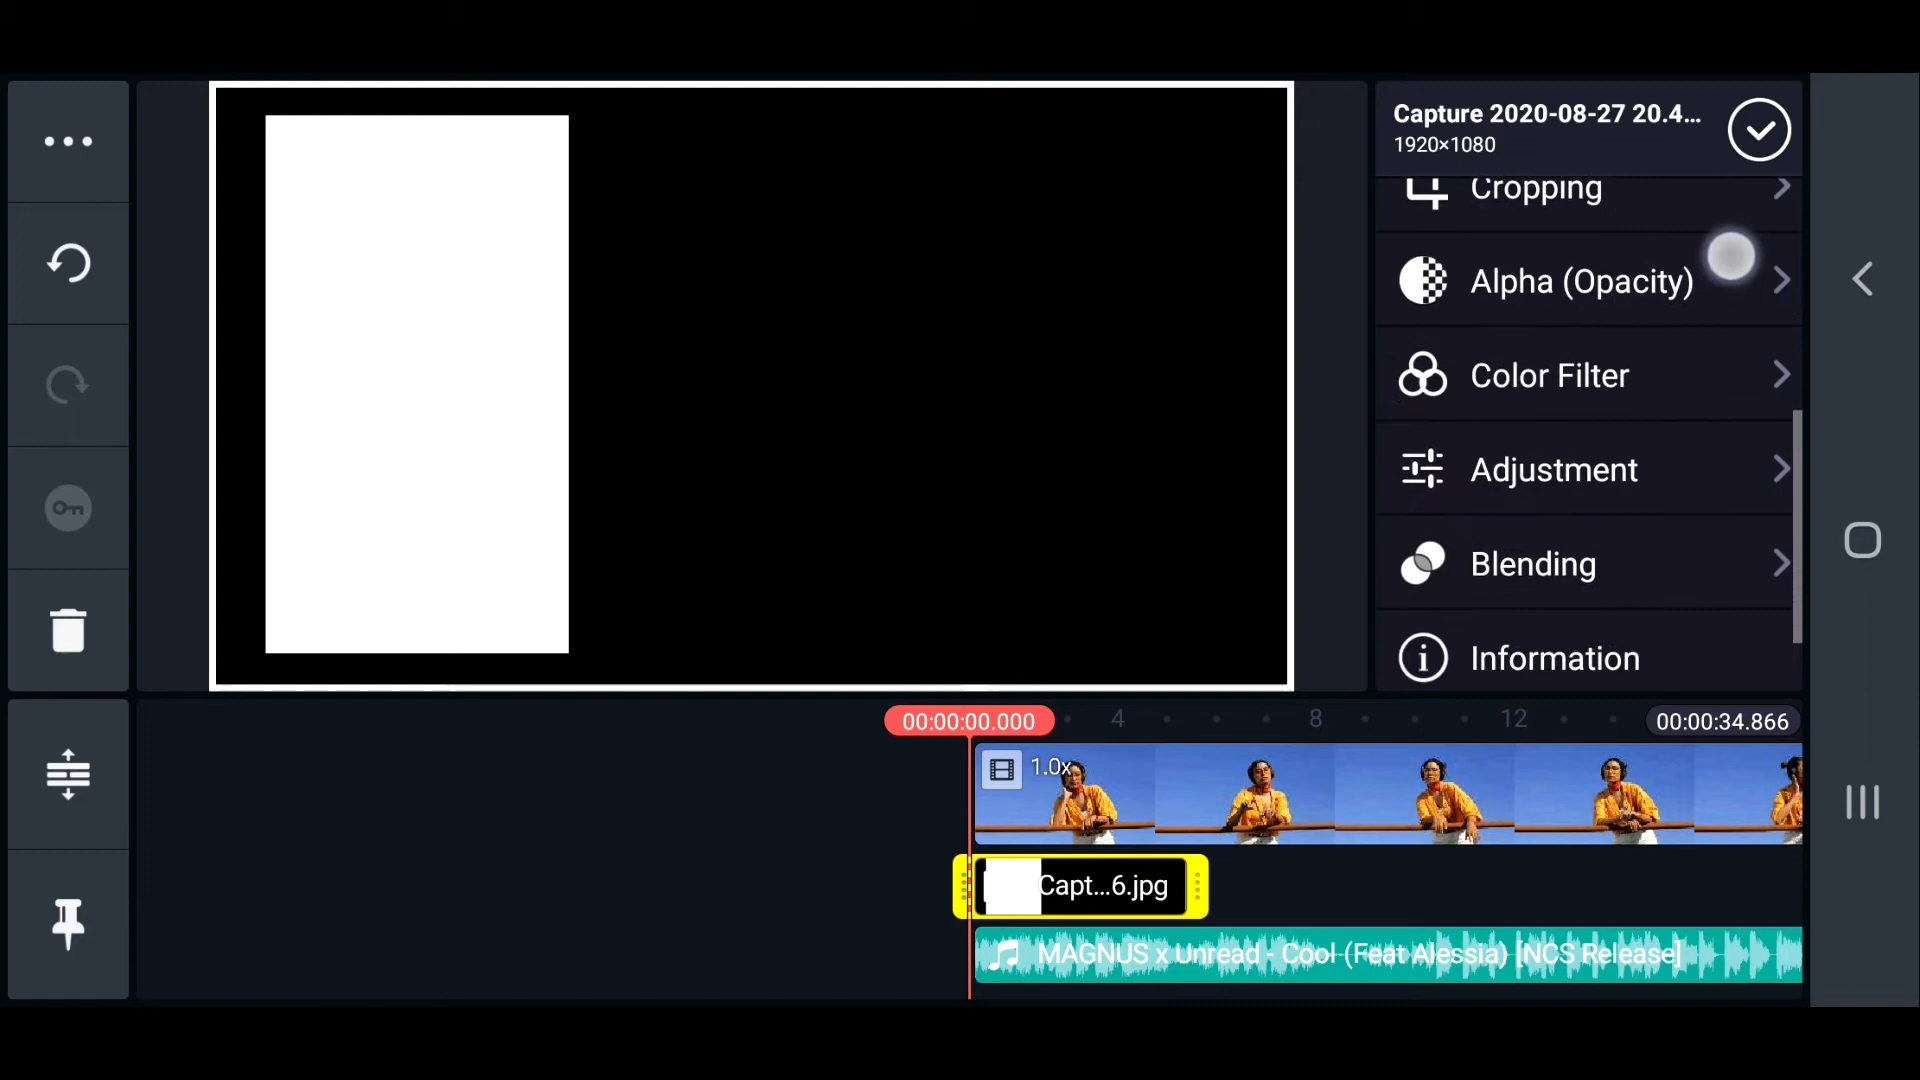 Capture 2020-08-27 20.4...
1920×1080
Cropping
Alpha (Opacity)
Color Filter
Adjustment
Blending
Information
00:00:00.000
4
8
12
00:00:34.866
1.0x
Capt...6.jpg
MAGNUS x Unread - Cool (Feat Alessia) [NCS Release]